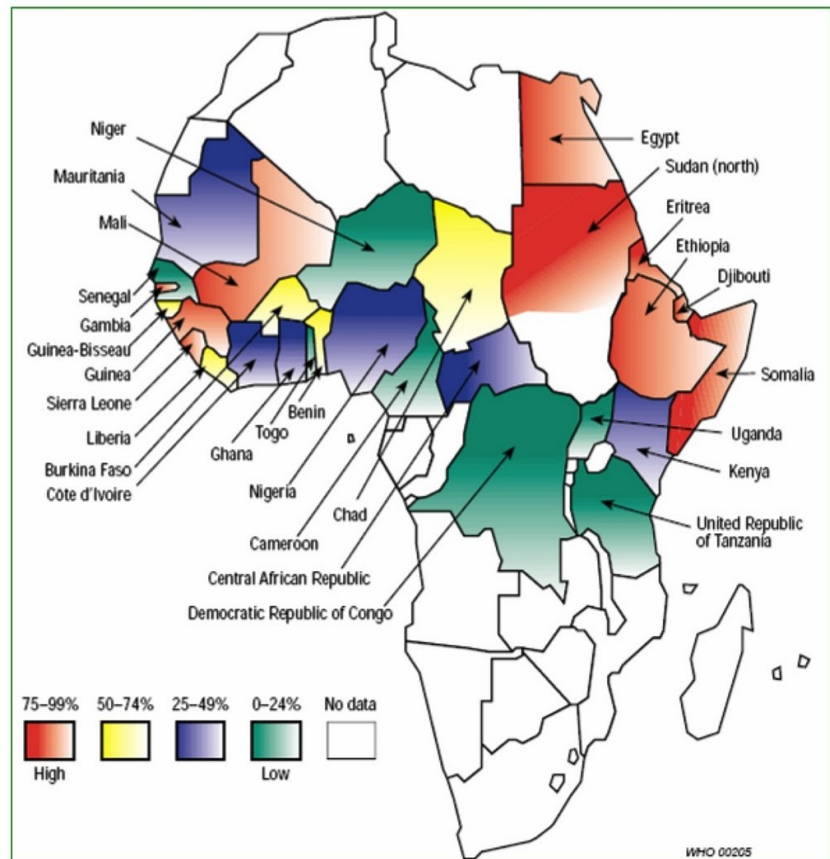 Niger
Mauritania
Mali
Senegal
Gambia
Guinea-Bisseau
Guinea
Sierra Leone
Liberia
Burkina Faso
Côte d'Ivoire
Ghana
Togo
Benin
Nigeria
Cameroon
Chad
Central African Republic
Democratic Republic of Congo
Egypt
Sudan (north)
Eritrea
Ethiopia
Djibouti
Somalia
Uganda
Kenya
United Republic
of Tanzania
75–99% 50–74% 25–49% 0–24% No data
High Low
WHO 00205